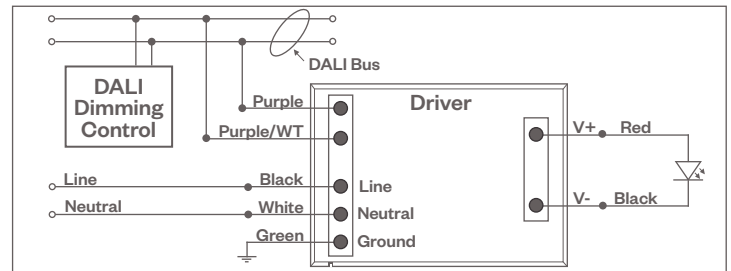 DALI Bus
DALI
Dimming
Control
Driver
Purple
Purple/WT
V+ Red
Line Black Line
V- Black
Neutral White Neutral
Green Ground